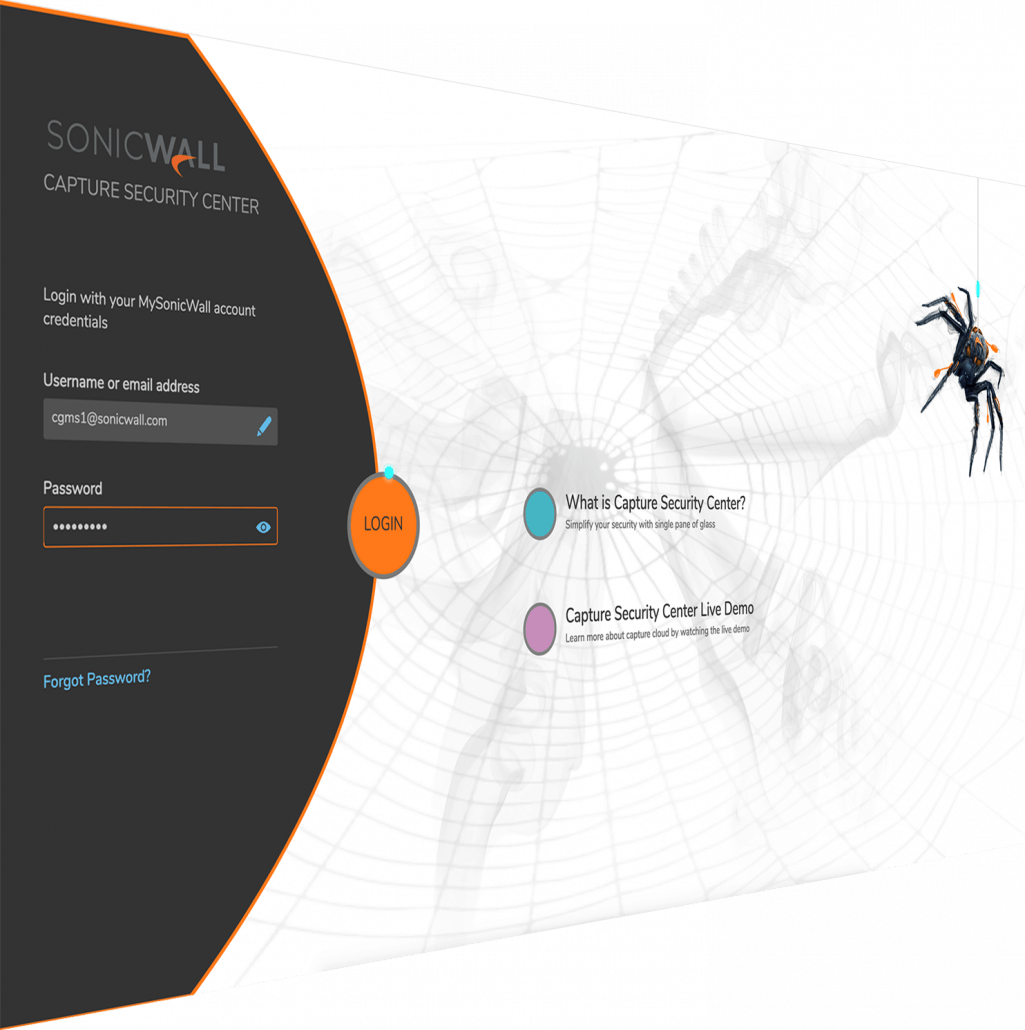 SONICWALL
CAPTURE SECURITY CENTER
Login with your MySonicWall account
credentials
Username or email address
cgms1@sonicwall.com
Password
•••••••••
LOGIN
Forgot Password?
What is Capture Security Center?
Simplify your security with single pane of glass
Capture Security Center Live Demo
Learn more about capture cloud by watching the live demo